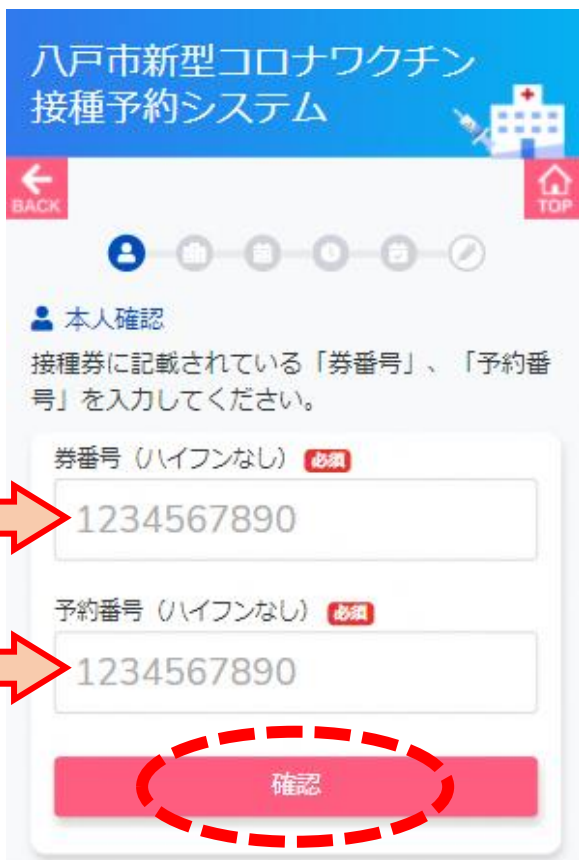 八戸市新型コロナワクチン
接種予約システム
BACK
TOP
本人確認
接種券に記載されている「券番号」、「予約番
号」を入力してください。
券番号（ハイフンなし） 必須
1234567890
予約番号（ハイフンなし） 必須
1234567890
確認